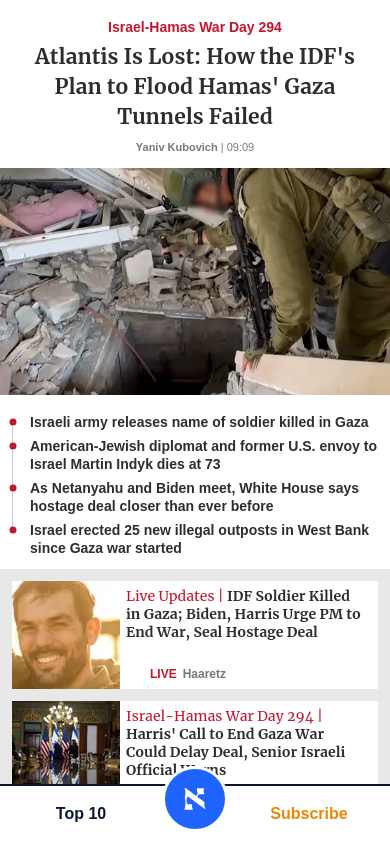 Israel-Hamas War Day 294
Atlantis Is Lost: How the IDF's
Plan to Flood Hamas' Gaza
Tunnels Failed
Yaniv Kubovich | 09:09
Israeli army releases name of soldier killed in Gaza
American-Jewish diplomat and former U.S. envoy to
Israel Martin Indyk dies at 73
As Netanyahu and Biden meet, White House says
hostage deal closer than ever before
Israel erected 25 new illegal outposts in West Bank
since Gaza war started
Live Updates | IDF Soldier Killed
in Gaza; Biden, Harris Urge PM to
End War, Seal Hostage Deal
LIVE Haaretz
Israel-Hamas War Day 294 |
Harris' Call to End Gaza War
Could Delay Deal, Senior Israeli
Official Warns
Top 10
Subscribe